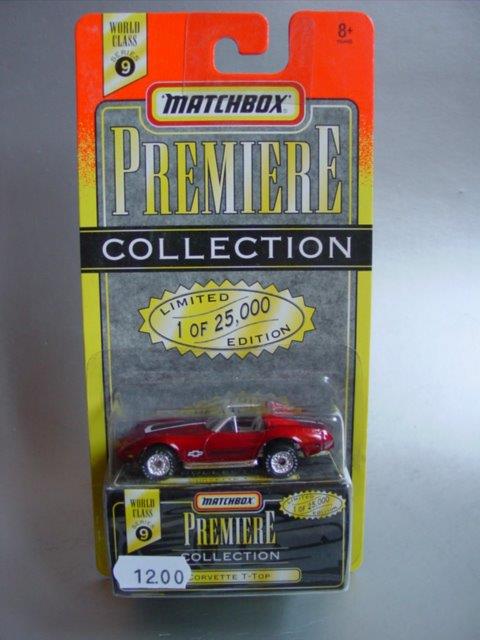 WORLD
CLASS
SERIES
9
8+
MATCHBOX
PREMIERE
COLLECTION
LIMITED
1 OF 25,000
EDITION
MATCHBOX
WORLD
CLASS
SERIES
9
PREMIERE
COLLECTION
LIMITED
1 OF 25,000
EDITION
12.00
CORVETTE T-TOP